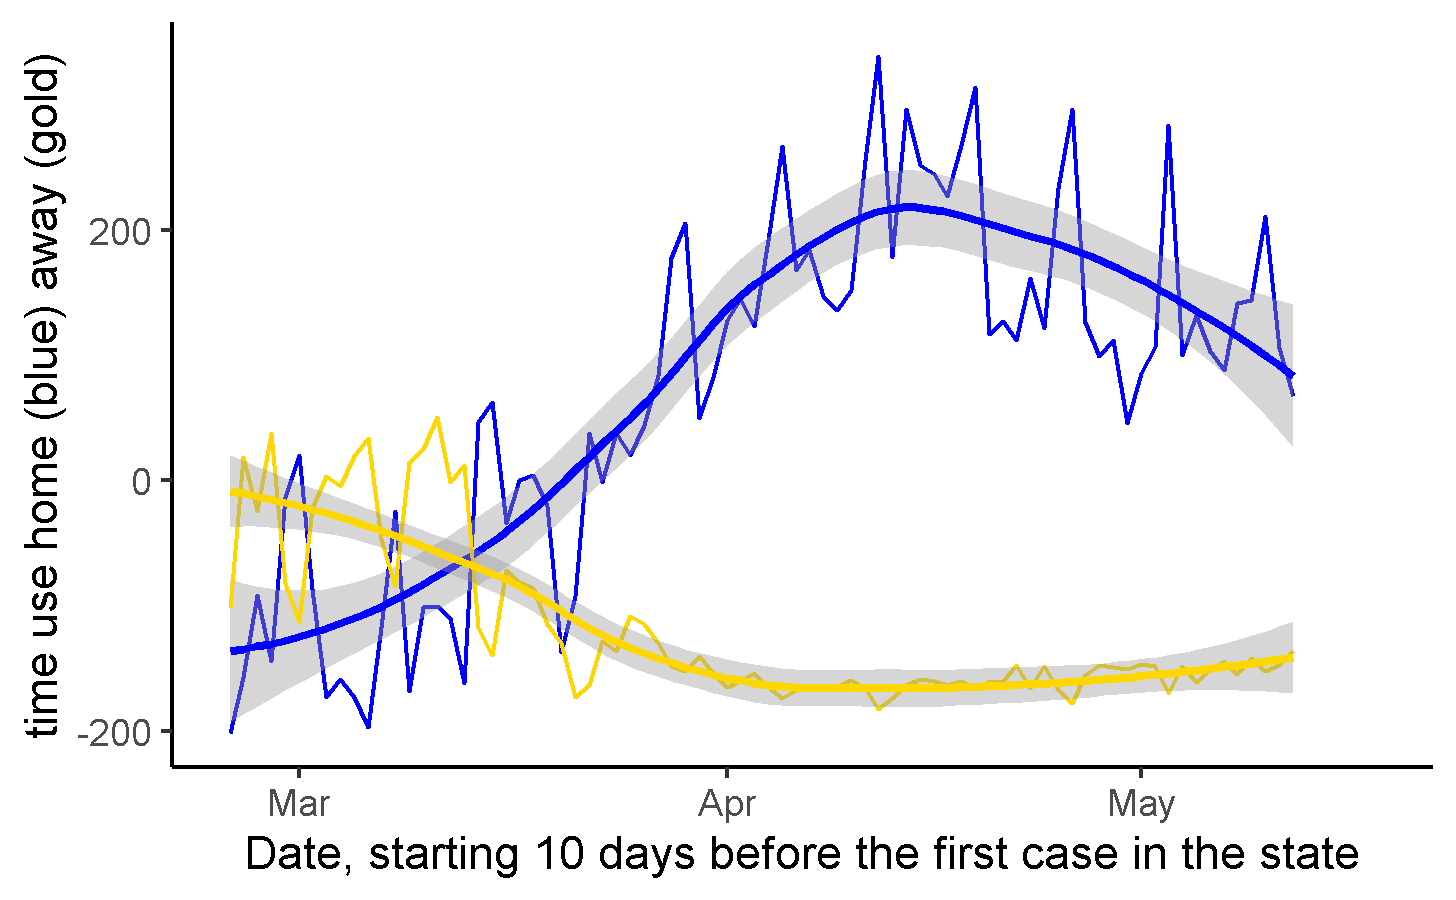 time use home (blue) away (gold)
200
0
-200
Mar Apr May
Date, starting 10 days before the first case in the state